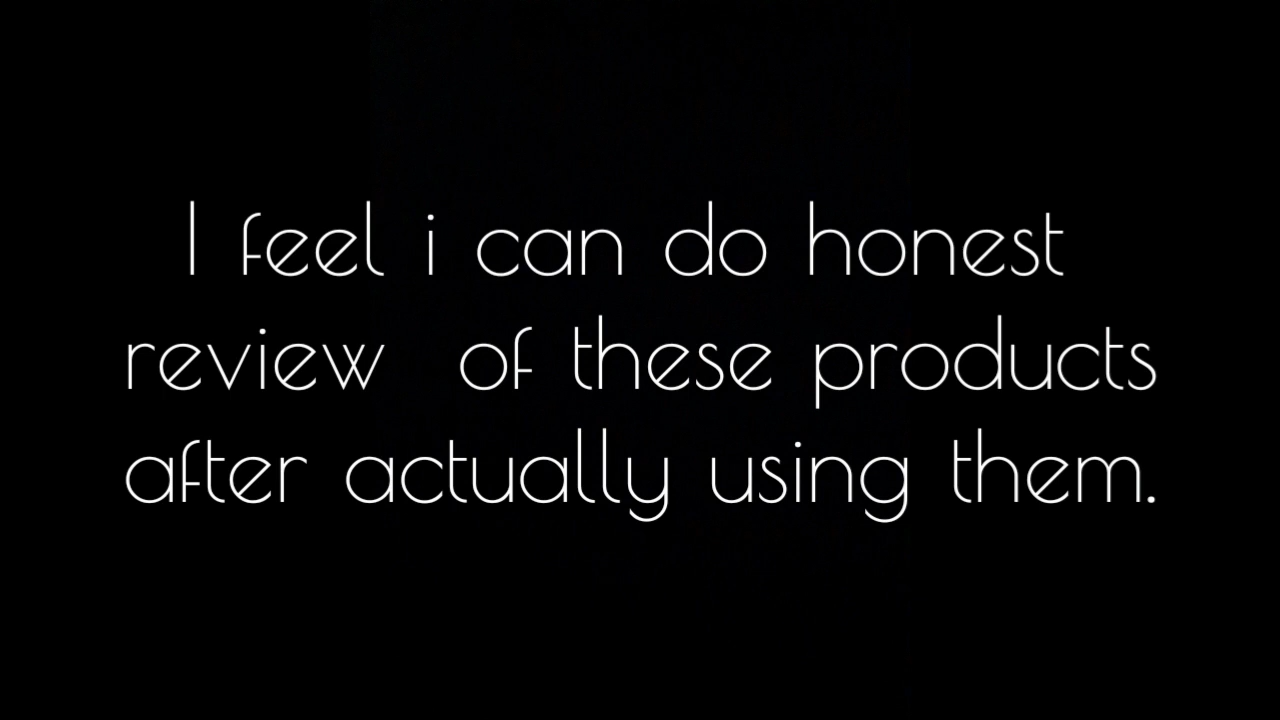 I feel i can do honest
review  of these products
after actually using them.